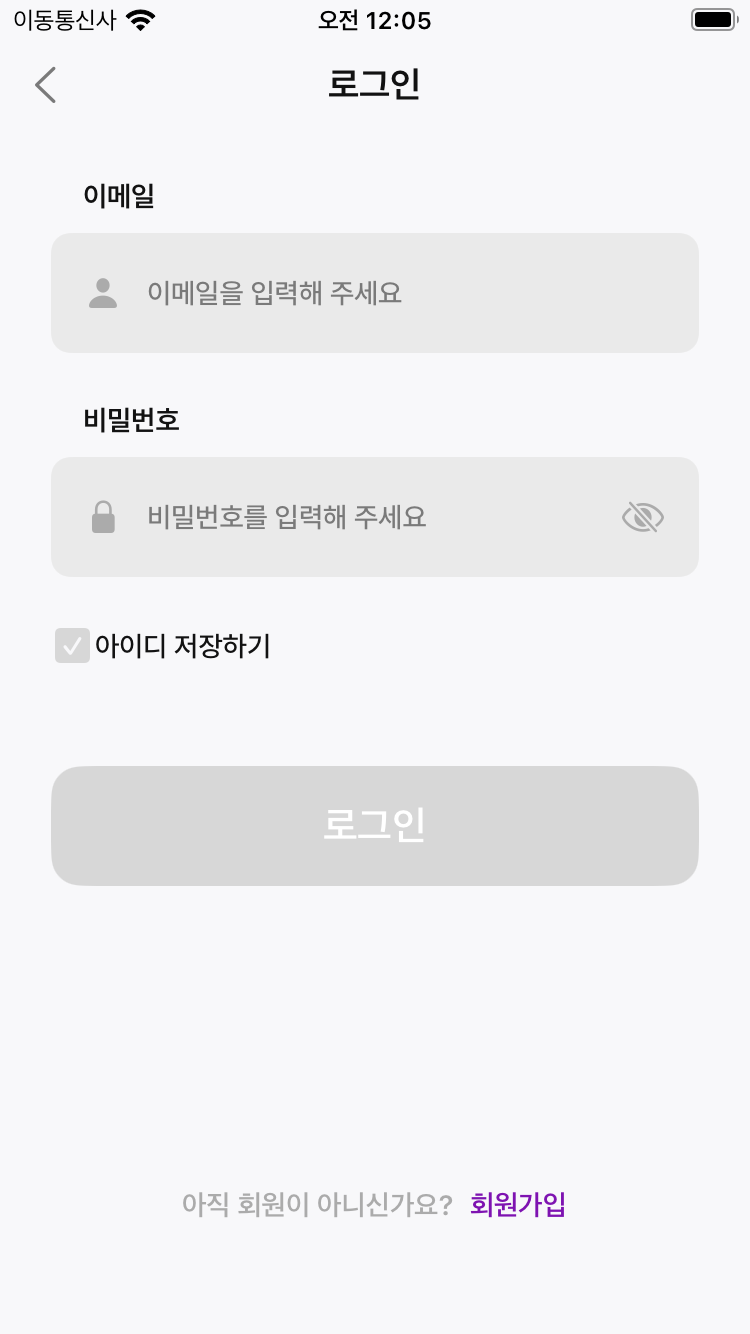 이동통신사 오전 12:05
로그인
이메일
이메일을 입력해 주세요
비밀번호
비밀번호를 입력해 주세요
아이디 저장하기
로그인
아직 회원이 아니신가요? 회원가입